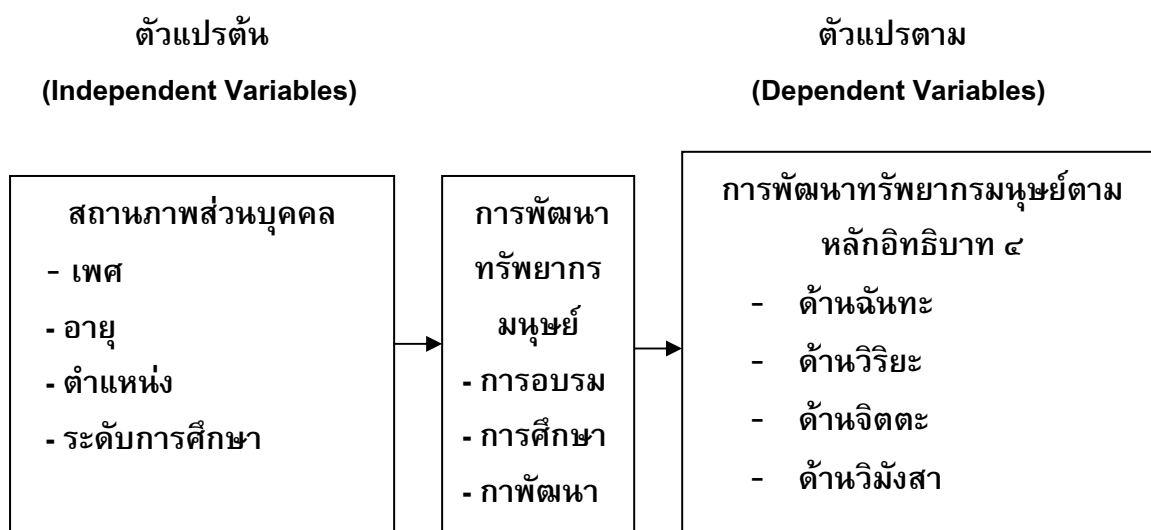 ตัวแปรต้น
(Independent Variables)
ตัวแปรตาม
(Dependent Variables)
สถานภาพส่วนบุคคล
- เพศ
- อายุ
- ตำแหน่ง
- ระดับการศึกษา
การพัฒนา
ทรัพยากร
มนุษย์
- การอบรม
- การศึกษา
- กาพัฒนา
การพัฒนาทรัพยากรมนุษย์ตาม
หลักอิทธิบาท ๔
- ด้านฉันทะ
- ด้านวิริยะ
- ด้านจิตตะ
- ด้านวิมังสา